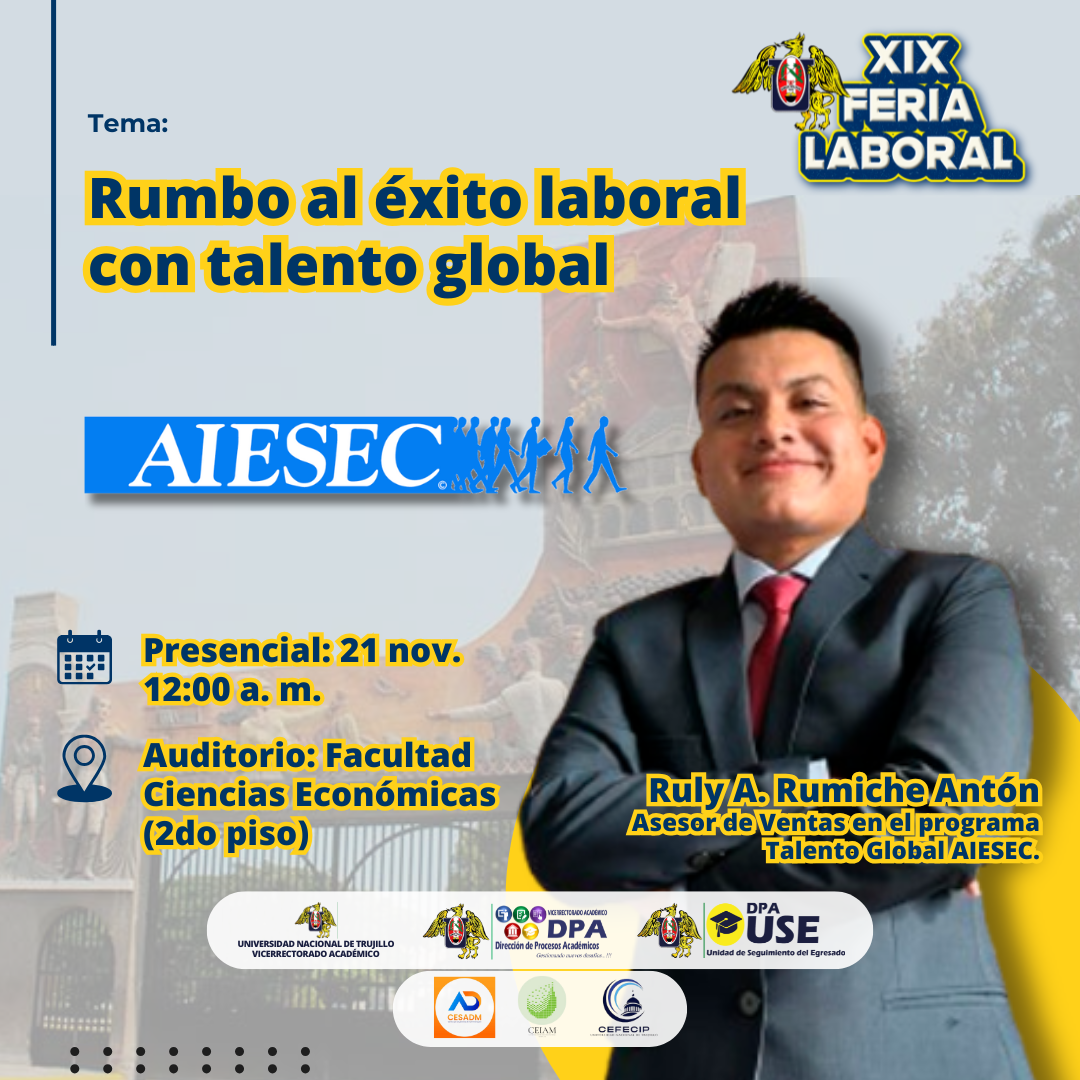 XIX
FERIA
LABORAL
Tema:
Rumbo al éxito laboral
con talento global
AIESEC
©
Presencial: 21 nov.
12:00 a. m.
Auditorio: Facultad
Ciencias Económicas
(2do piso)
Ruly A. Rumiche Antón
Asesor de Ventas en el programa
Talento Global AIESEC.
UNIVERSIDAD NACIONAL DE TRUJILLO
VICERRECTORADO ACADÉMICO
VICERRECTORADO ACADÉMICO
DPA
Dirección de Procesos Académicos
Gestionando nuevos desafíos...!!!
DPA
USE
Unidad de Seguimiento del Egresado
CESADM
CEIAM
CEFECIP